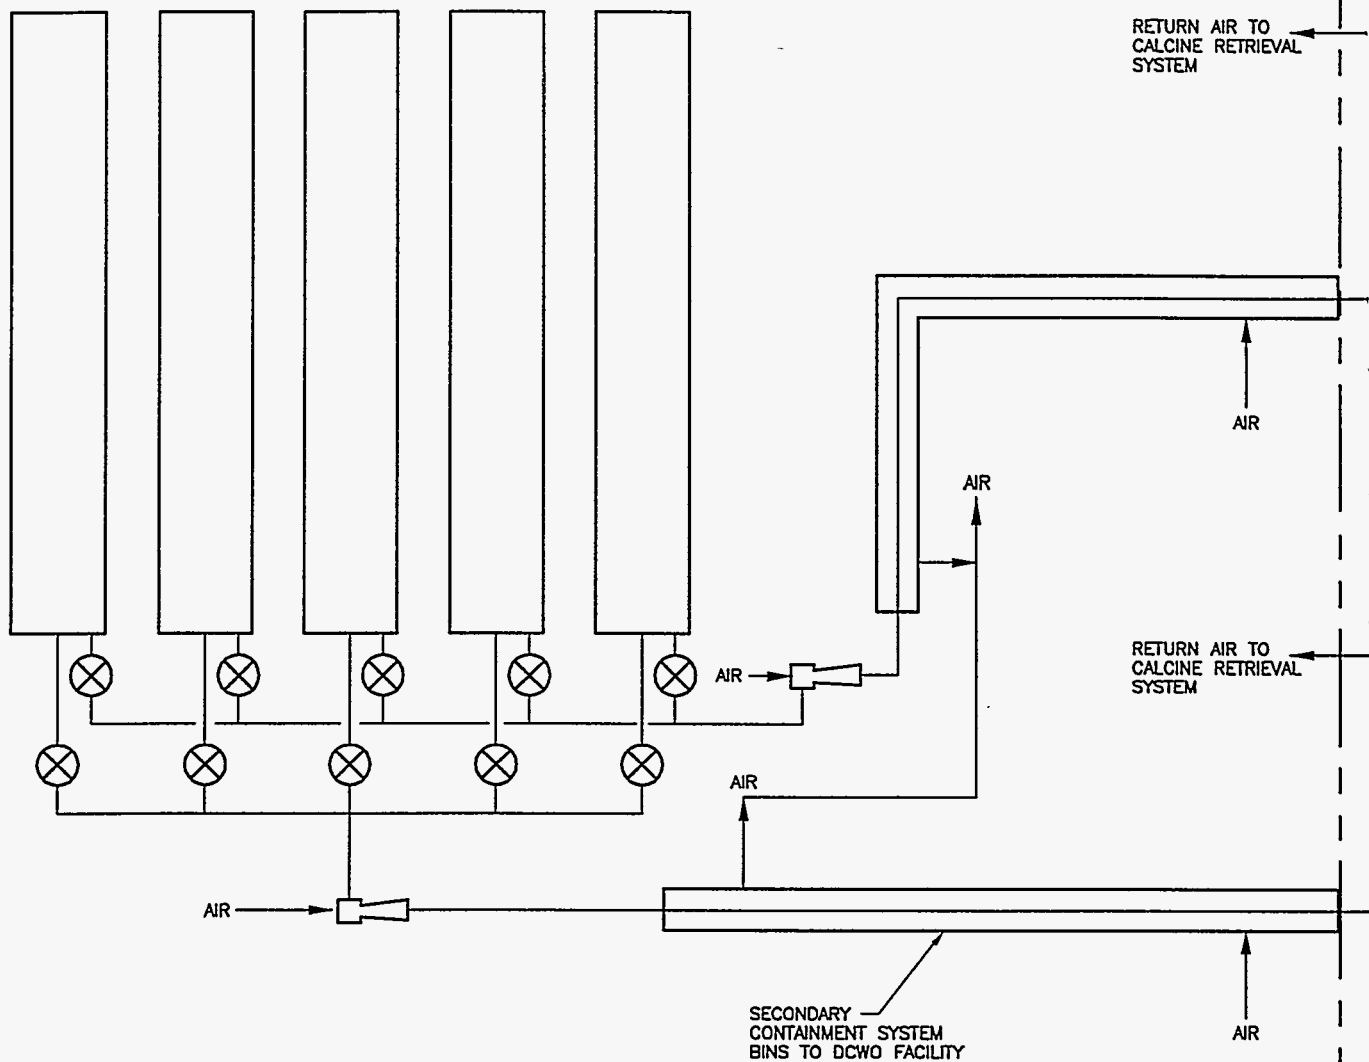 RETURN AIR TO
CALCINE RETRIEVAL
SYSTEM
AIR
AIR
RETURN AIR TO
CALCINE RETRIEVAL
SYSTEM
AIR
AIR
AIR
SECONDARY
CONTAINMENT SYSTEM
BINS TO DCWO FACILITY
AIR